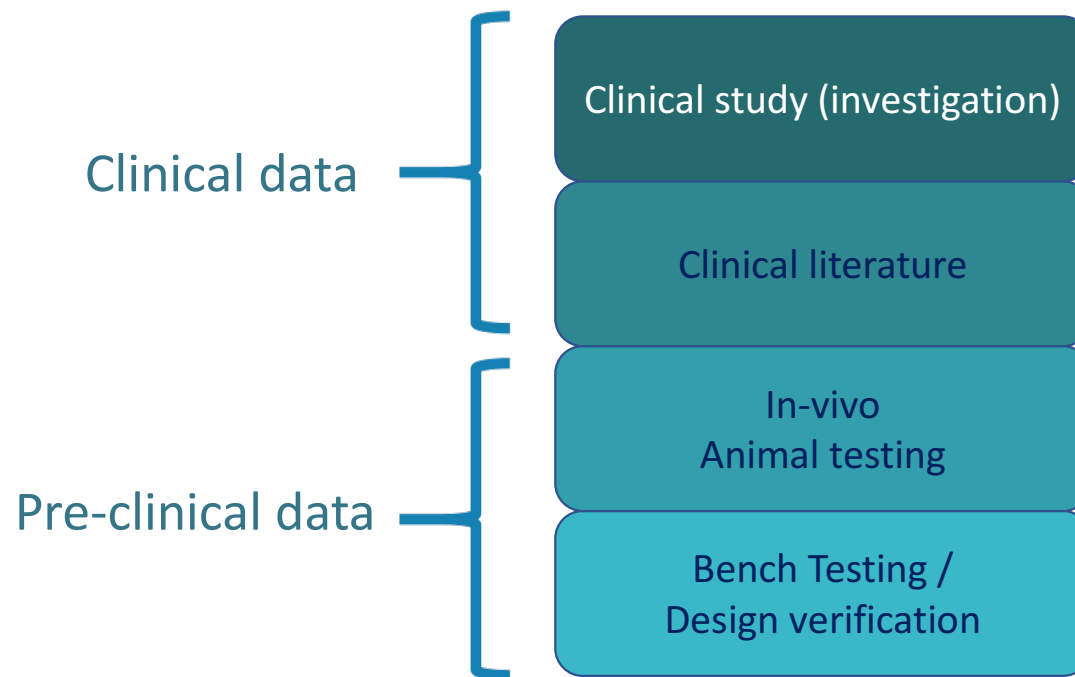 Clinical data
Clinical study (investigation)
Clinical literature
Pre-clinical data
In-vivo
Animal testing
Bench Testing /
Design verification